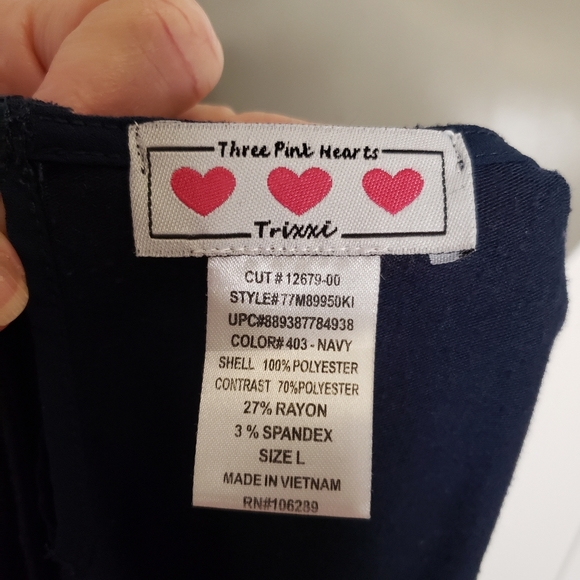 Three Pink Hearts
Trixxi
CUT # 12679-00
STYLE#77M89950KI
UPC#889387784938
COLOR# 403 - NAVY
SHELL 100%POLYESTER
CONTRAST 70%POLYESTER
27% RAYON
3 % SPANDEX
SIZE L
MADE IN VIETNAM
RN#106289